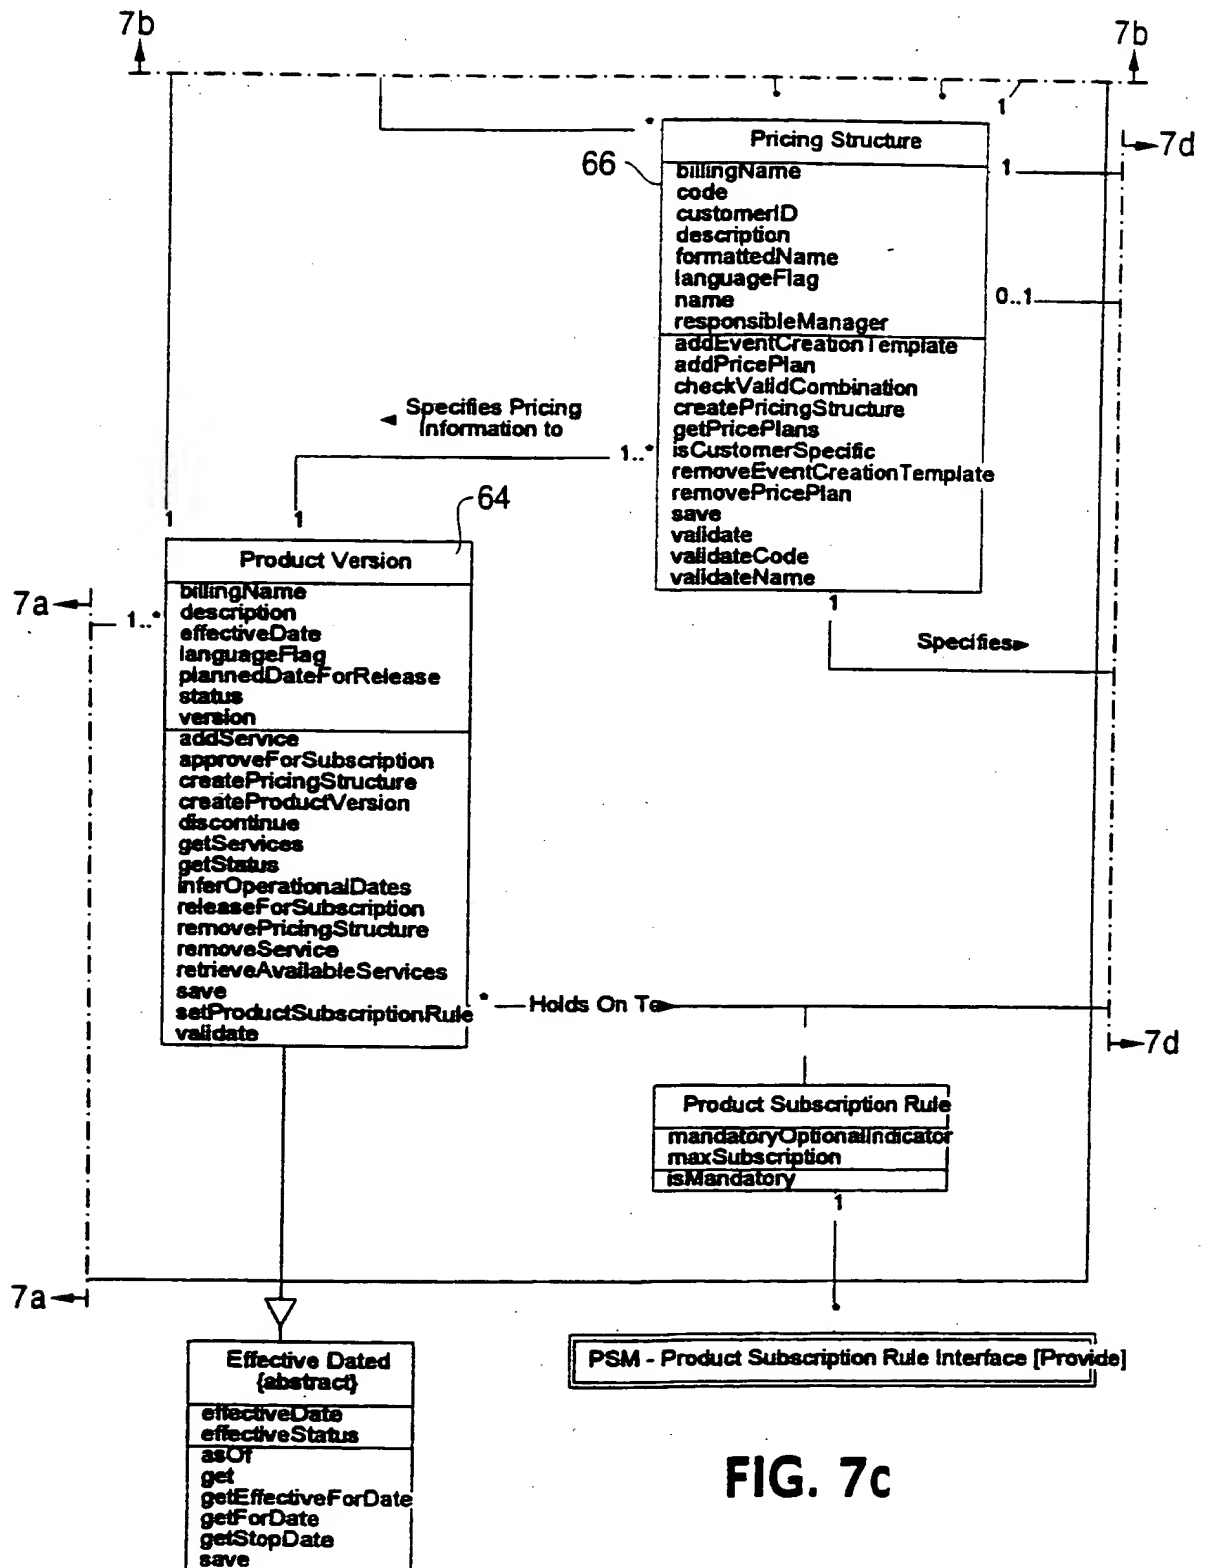 7b
7b
1
7d
*
Pricing Structure
66
billingName
1
code
customerID
description
formattedName
languageFlag
name
0..1
responsibleManager
addEventCreationTemplate
addPricePlan
checkValidCombination
createPricingStructure
getPricePlans
isCustomerSpecific
removeEventCreationTemplate
removePricePlan
save
validate
validateCode
validateName
Specifies Pricing
Information to
1..*
1
1
64
1
Specifies
Product Version
7a
1..*
billingName
description
effectiveDate
languageFlag
plannedDateForRelease
status
version
addService
approveForSubscription
createPricingStructure
createProductVersion
discontinue
getServices
getStatus
inferOperationalDates
releaseForSubscription
removePricingStructure
removeService
retrieveAvailableServices
save
setProductSubscriptionRule
validate
*
Holds On To
7d
Product Subscription Rule
mandatoryOptionalIndicator
maxSubscription
isMandatory
1
7a
*
PSM - Product Subscription Rule Interface [Provide]
Effective Dated
{abstract}
effectiveDate
effectiveStatus
asOf
get
getEffectiveForDate
getForDate
getStopDate
save
FIG. 7c